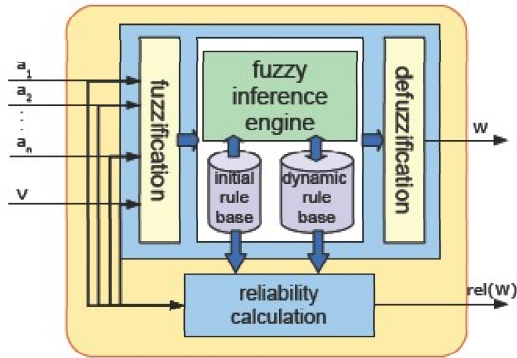 a1
a2
⋮
an
V
fuzzification
fuzzy
inference
engine
initial
rule
base
dynamic
rule
base
defuzzification
W
reliability
calculation
rel(W)